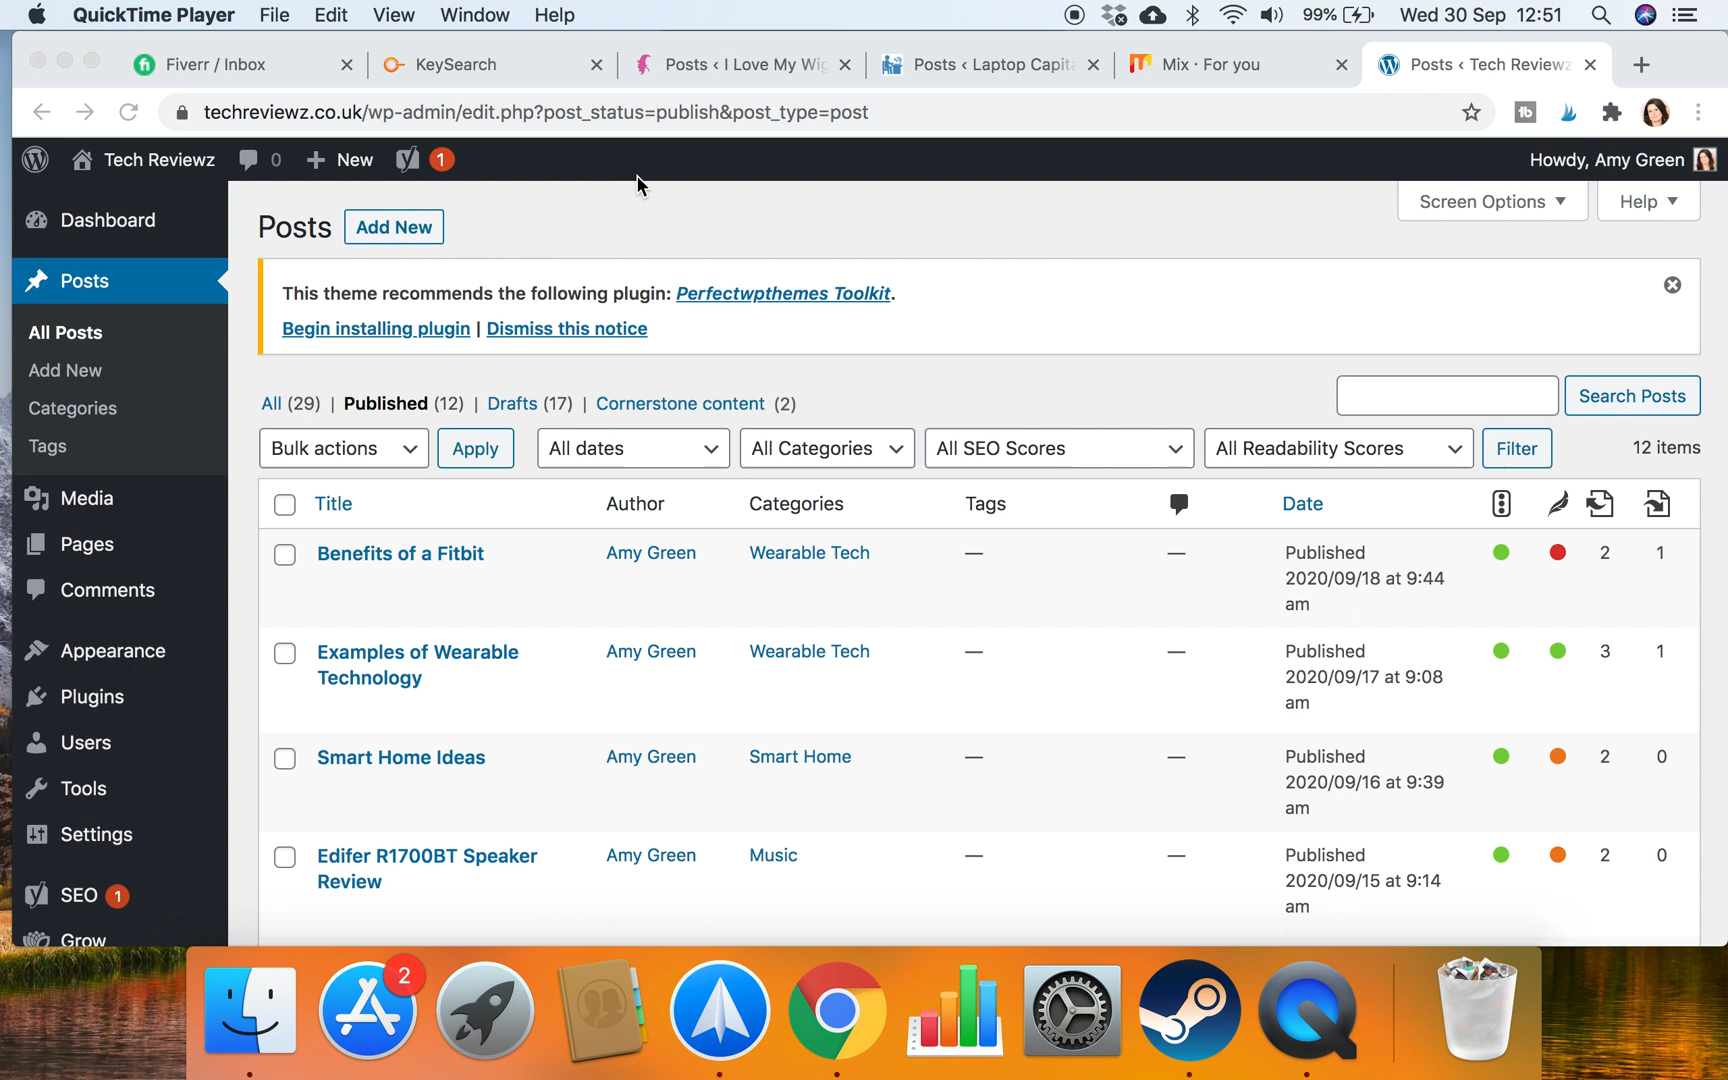 QuickTime Player File Edit View Window Help 99% Wed 30 Sep 12:51
Fiverr / Inbox KeySearch Posts ‹ I Love My Wig Posts ‹ Laptop Capita Mix · For you Posts ‹ Tech Reviewz
techreviewz.co.uk/wp-admin/edit.php?post_status=publish&post_type=post
Tech Reviewz 0 New 1 Howdy, Amy Green
Screen Options Help
Dashboard
Posts
All Posts
Add New
Categories
Tags
Media
Pages
Comments
Appearance
Plugins
Users
Tools
Settings
SEO 1
Grow
Posts Add New
This theme recommends the following plugin: Perfectwpthemes Toolkit.
Begin installing plugin | Dismiss this notice
All (29) | Published (12) | Drafts (17) | Cornerstone content (2)
Search Posts
Bulk actions Apply All dates All Categories All SEO Scores All Readability Scores Filter 12 items
Title Author Categories Tags Date
Benefits of a Fitbit Amy Green Wearable Tech — — Published 2 1
2020/09/18 at 9:44
am
Examples of Wearable Amy Green Wearable Tech — — Published 3 1
Technology 2020/09/17 at 9:08
am
Smart Home Ideas Amy Green Smart Home — — Published 2 0
2020/09/16 at 9:39
am
Edifer R1700BT Speaker Amy Green Music — — Published 2 0
Review 2020/09/15 at 9:14
am
2